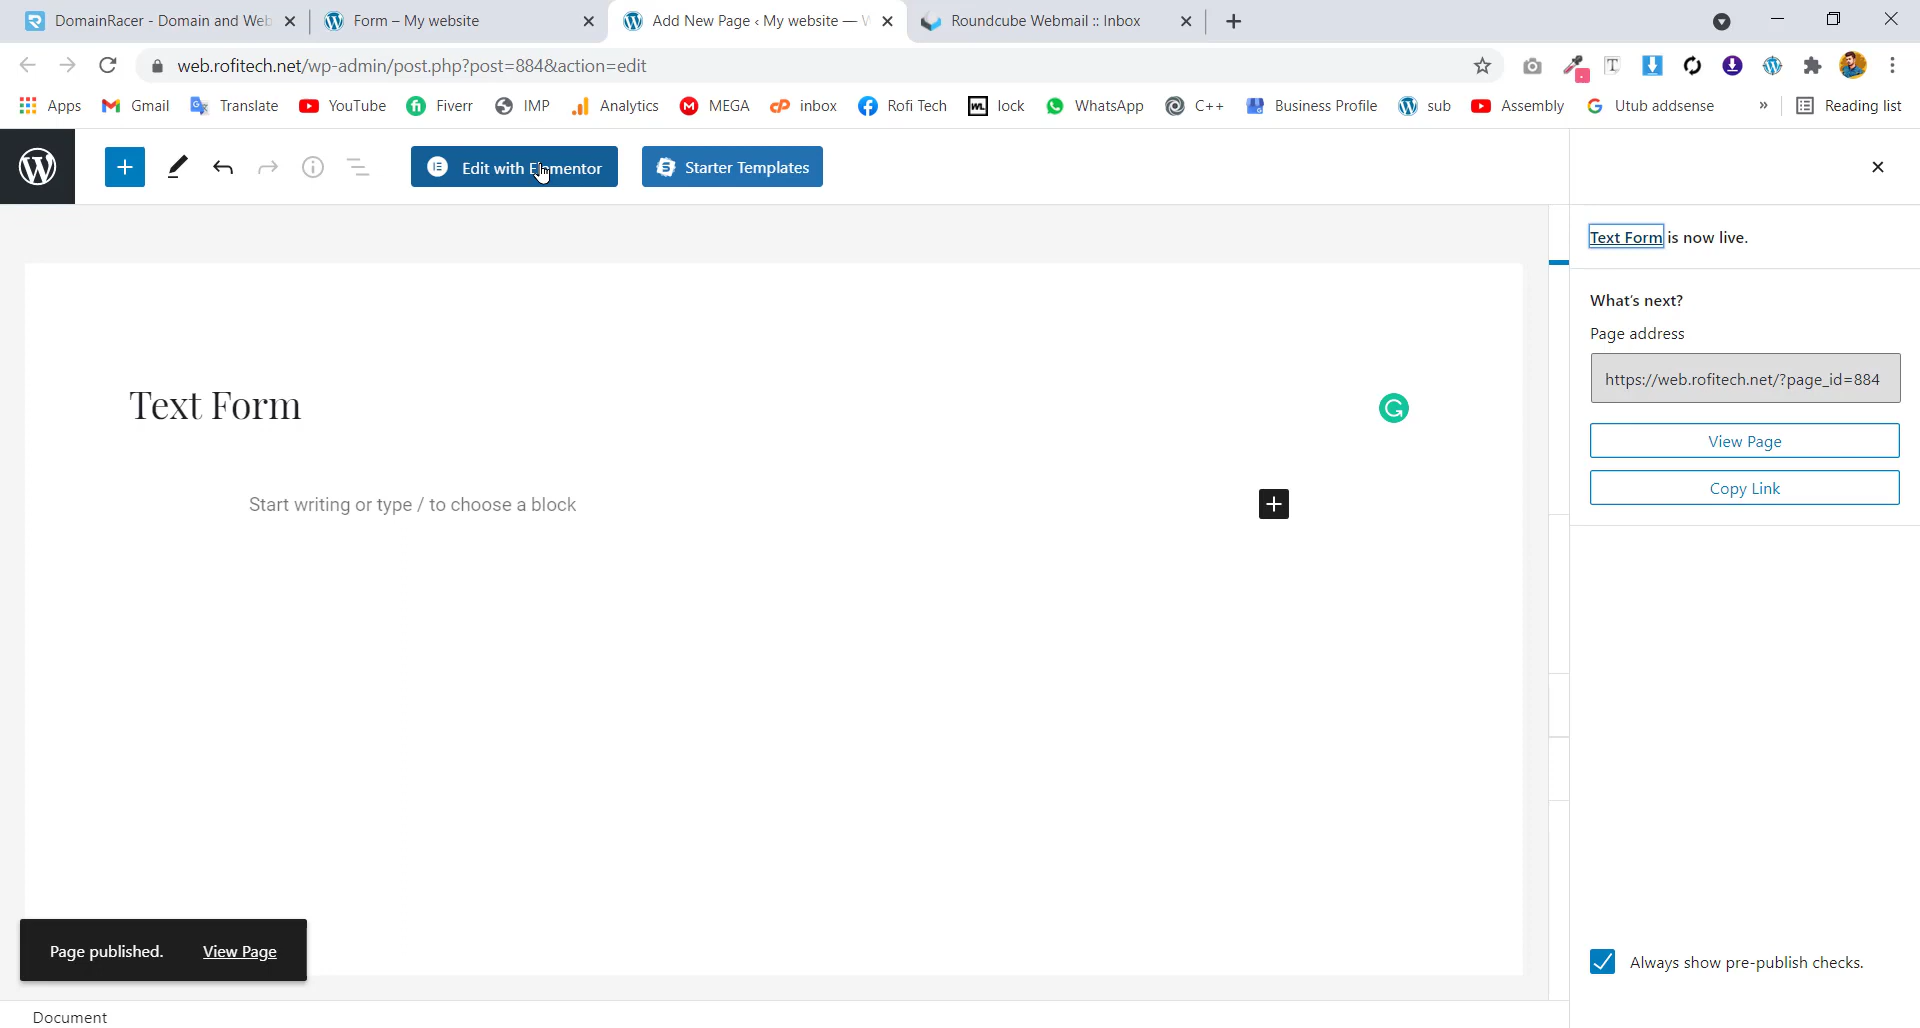 DomainRacer - Domain and Web
Form – My website
Add New Page ‹ My website — W
Roundcube Webmail :: Inbox
web.rofitech.net/wp-admin/post.php?post=884&action=edit
Apps
Gmail
Translate
YouTube
Fiverr
IMP
Analytics
MEGA
inbox
Rofi Tech
lock
WhatsApp
C++
Business Profile
sub
Assembly
Utub addsense
»
Reading list
Edit with Elementor
Starter Templates
Text Form is now live.
What's next?
Page address
https://web.rofitech.net/?page_id=884
View Page
Copy Link
Text Form
Start writing or type / to choose a block
Page published.
View Page
Always show pre-publish checks.
Document